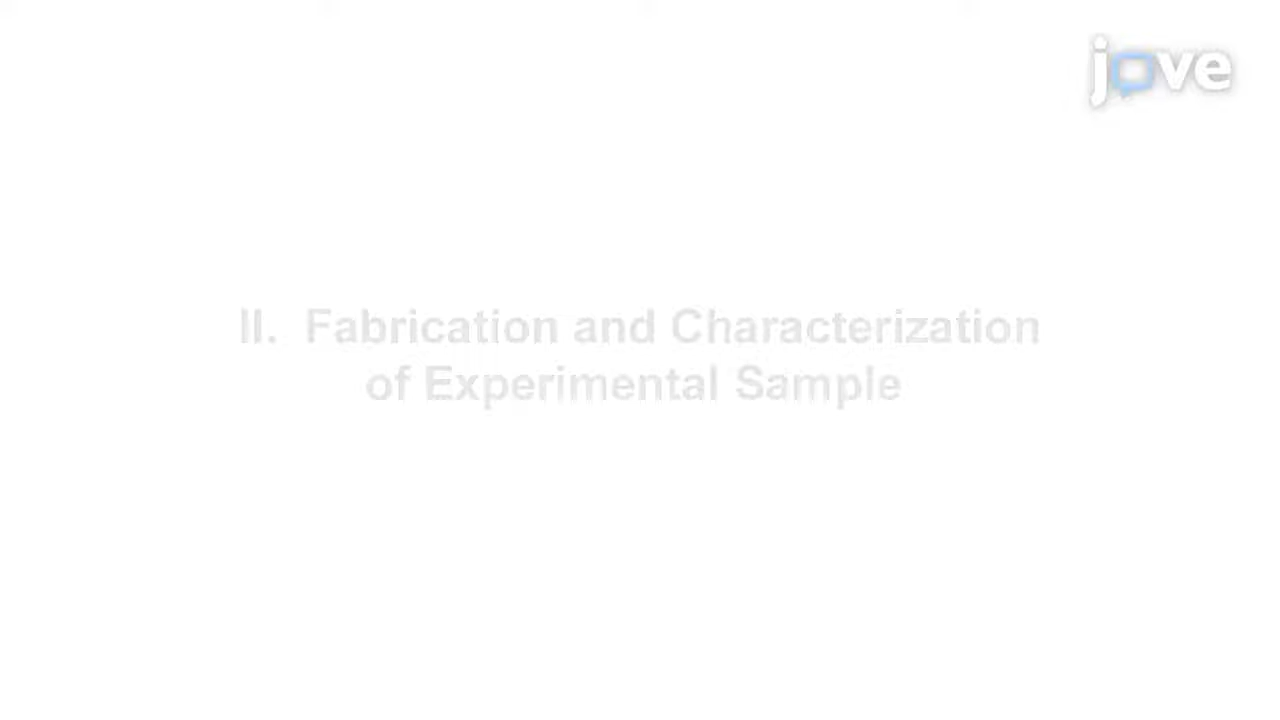 jove
II. Fabrication and Characterization
of Experimental Sample